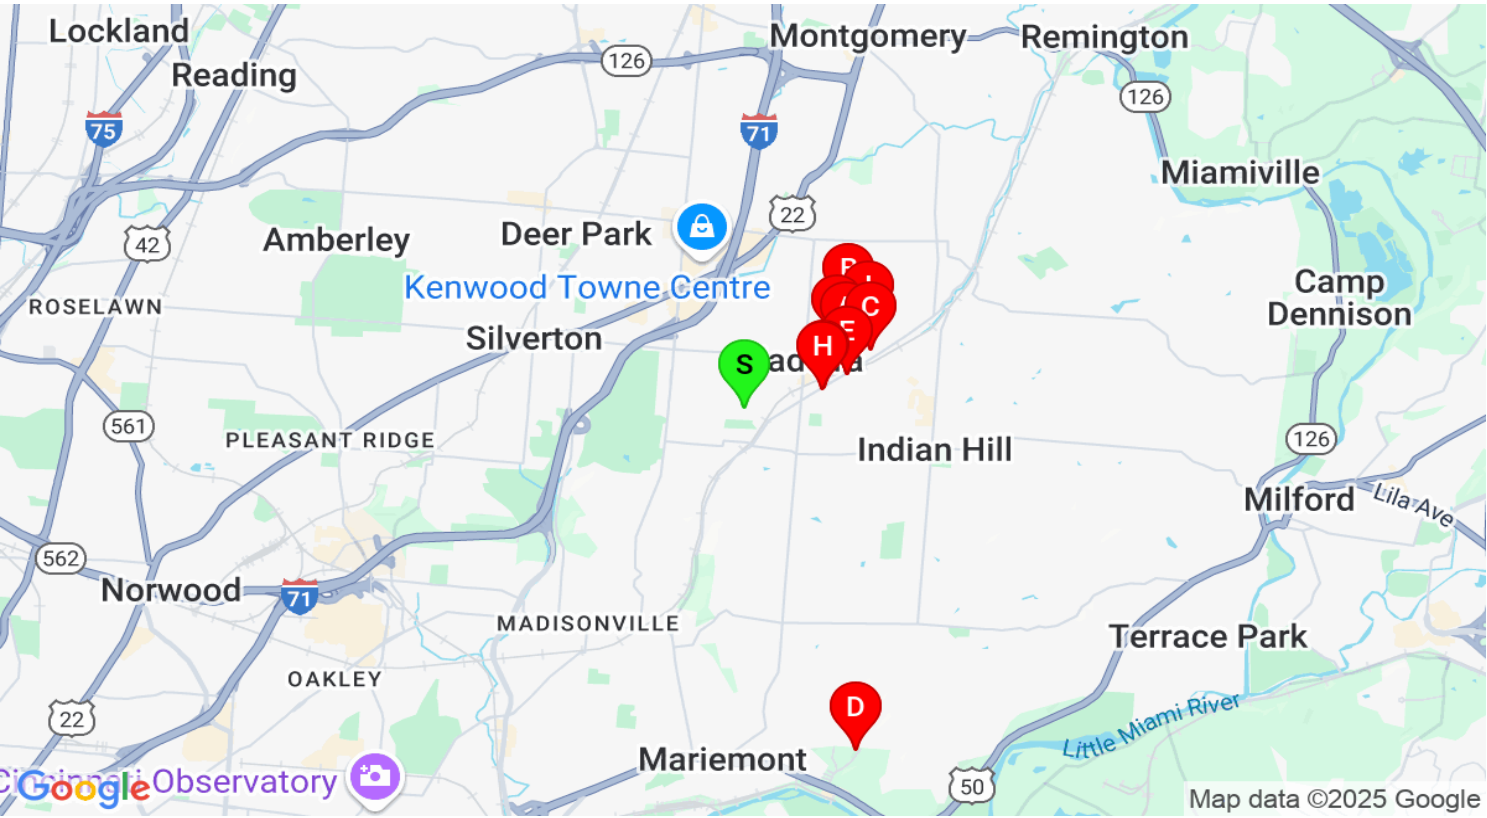 Lockland
Montgomery
Remington
Reading
126
126
75
71
Miamiville
22
42
Amberley
Deer Park
B
Kenwood Towne Centre
C
Camp
Dennison
ROSELAWN
Silverton
E
H
S
561
PLEASANT RIDGE
Indian Hill
126
Milford
Lila Ave
562
Norwood
71
MADISONVILLE
Terrace Park
OAKLEY
22
D
Little Miami River
Mariemont
Observatory
50
Google
Map data ©2025 Google